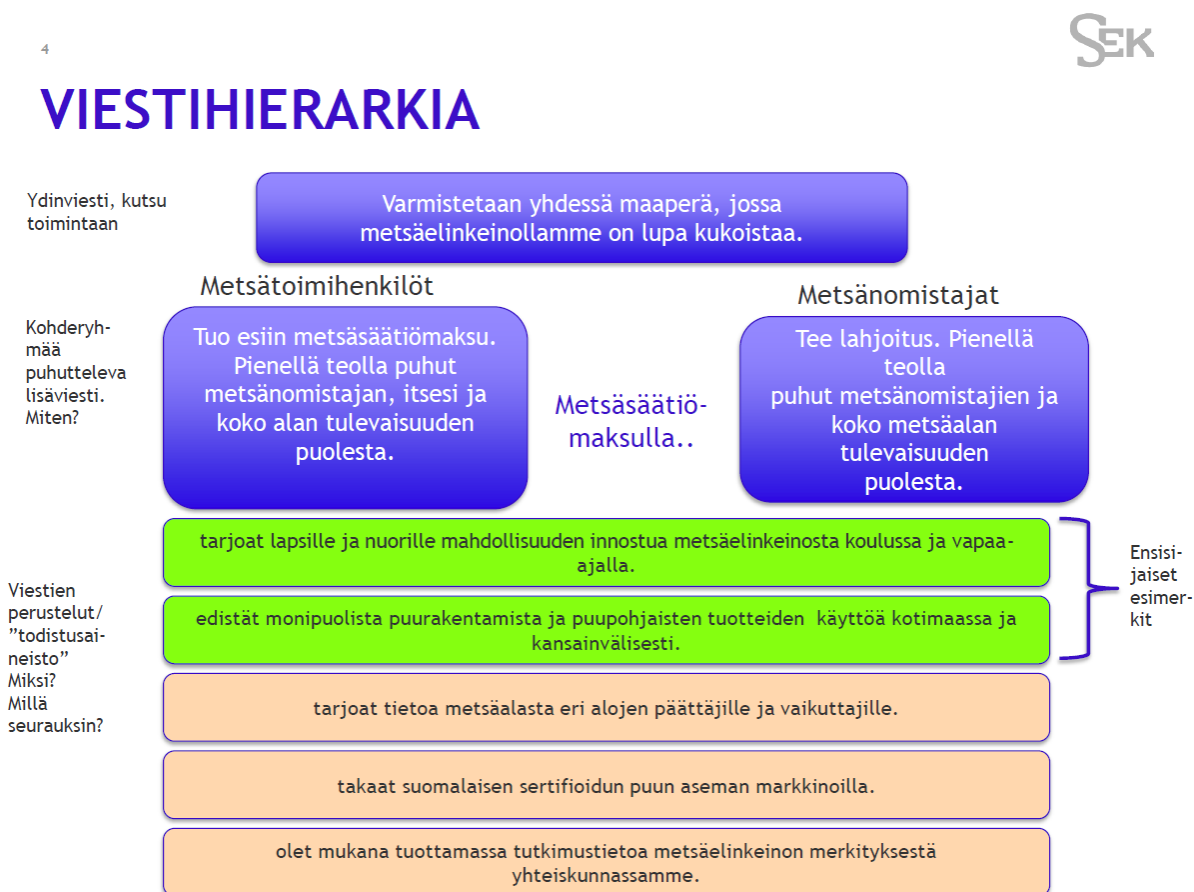 4
SEK
VIESTIHIERARKIA
Ydinviesti, kutsu
toimintaan
Varmistetaan yhdessä maaperä, jossa
metsäelinkeinollamme on lupa kukoistaa.
Metsätoimihenkilöt
Metsänomistajat
Kohderyh-
mää
puhutteleva
lisäviesti.
Miten?
Tuo esiin metsäsäätiömaksu.
Pienellä teolla puhut
metsänomistajan, itsesi ja
koko alan tulevaisuuden
puolesta.
Metsäsäätiö-
maksulla..
Tee lahjoitus. Pienellä
teolla
puhut metsänomistajien ja
koko metsäalan
tulevaisuuden
puolesta.
Viestien
perustelut/
”todistusai-
neisto”
Miksi?
Millä
seurauksin?
tarjoat lapsille ja nuorille mahdollisuuden innostua metsäelinkeinosta koulussa ja vapaa-
ajalla.
edistät monipuolista puurakentamista ja puupohjaisten tuotteiden käyttöä kotimaassa ja
kansainvälisesti.
Ensisi-
jaiset
esimer-
kit
tarjoat tietoa metsäalasta eri alojen päättäjille ja vaikuttajille.
takaat suomalaisen sertifioidun puun aseman markkinoilla.
olet mukana tuottamassa tutkimustietoa metsäelinkeinon merkityksestä
yhteiskunnassamme.